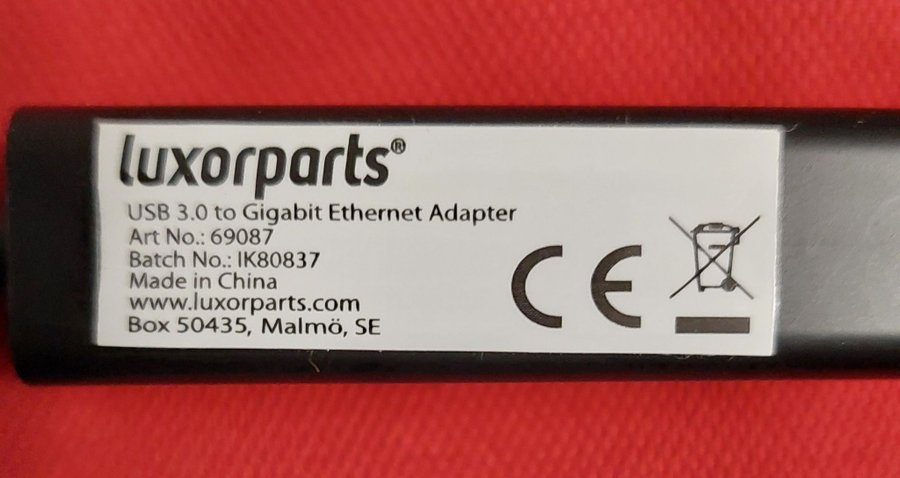 luxorparts®
USB 3.0 to Gigabit Ethernet Adapter
Art No.: 69087
Batch No.: IK80837
Made in China
www.luxorparts.com
Box 50435, Malmö, SE
CE